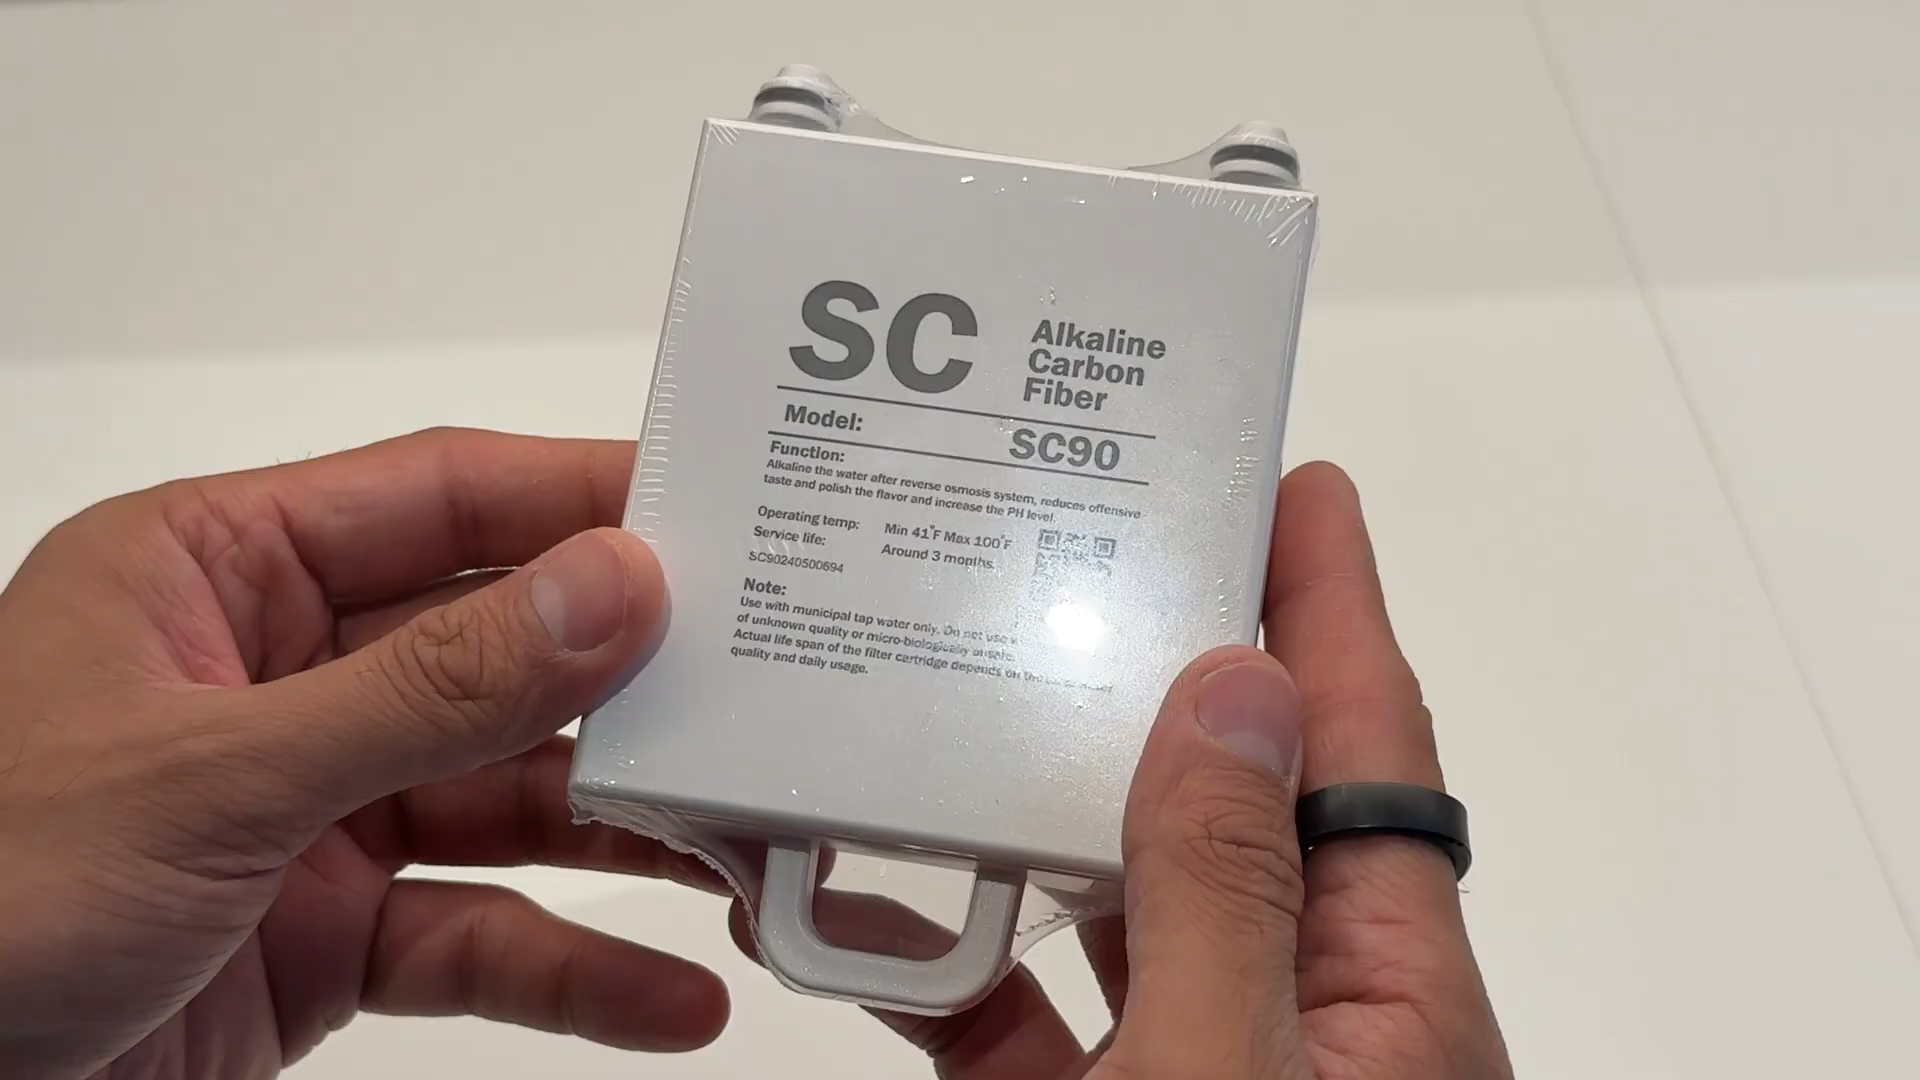 SC
Alkaline
Carbon
Fiber
Model: SC90
Function:
Alkaline the water after reverse osmosis system, reduces offensive
taste and polish the flavor and increase the PH level.
Operating temp: Min 41°F Max 100°F
Service life: Around 3 months.
SC90240500694
Note:
Use with municipal tap water only. Do not use
of unknown quality or micro-biologically unsafe.
Actual life span of the filter cartridge depends on the
quality and daily usage.